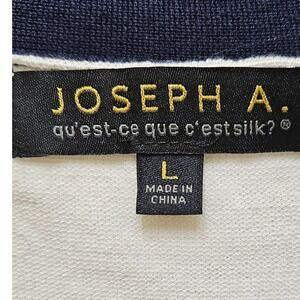 JOSEPH A.
qu'est-ce que c'estsilk?®
L
MADE IN
CHINA